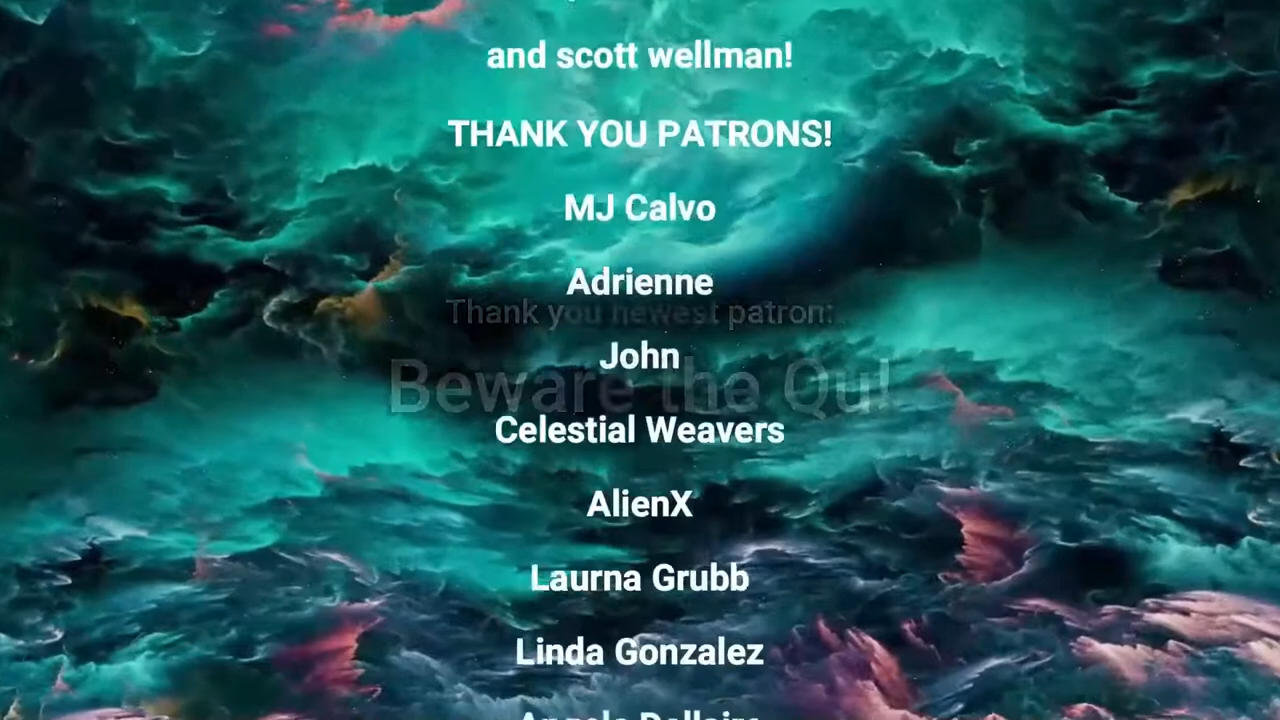 and scott wellman!
THANK YOU PATRONS!
MJ Calvo
Adrienne
Thank you newest patron:
John
Beware the Qu!
Celestial Weavers
AlienX
Laurna Grubb
Linda Gonzalez